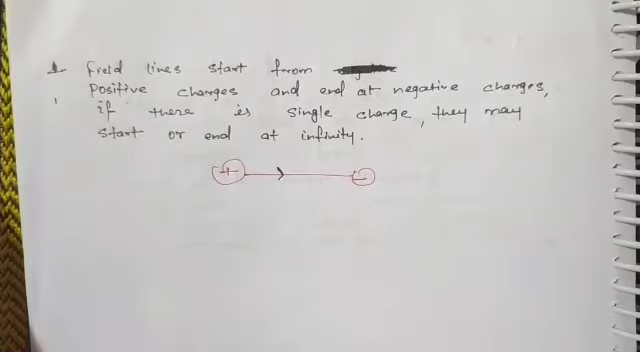 1 Field lines start from
Positive charges and end at negative charges,
if there is single charge, they may
start or end at infinity.
+ −